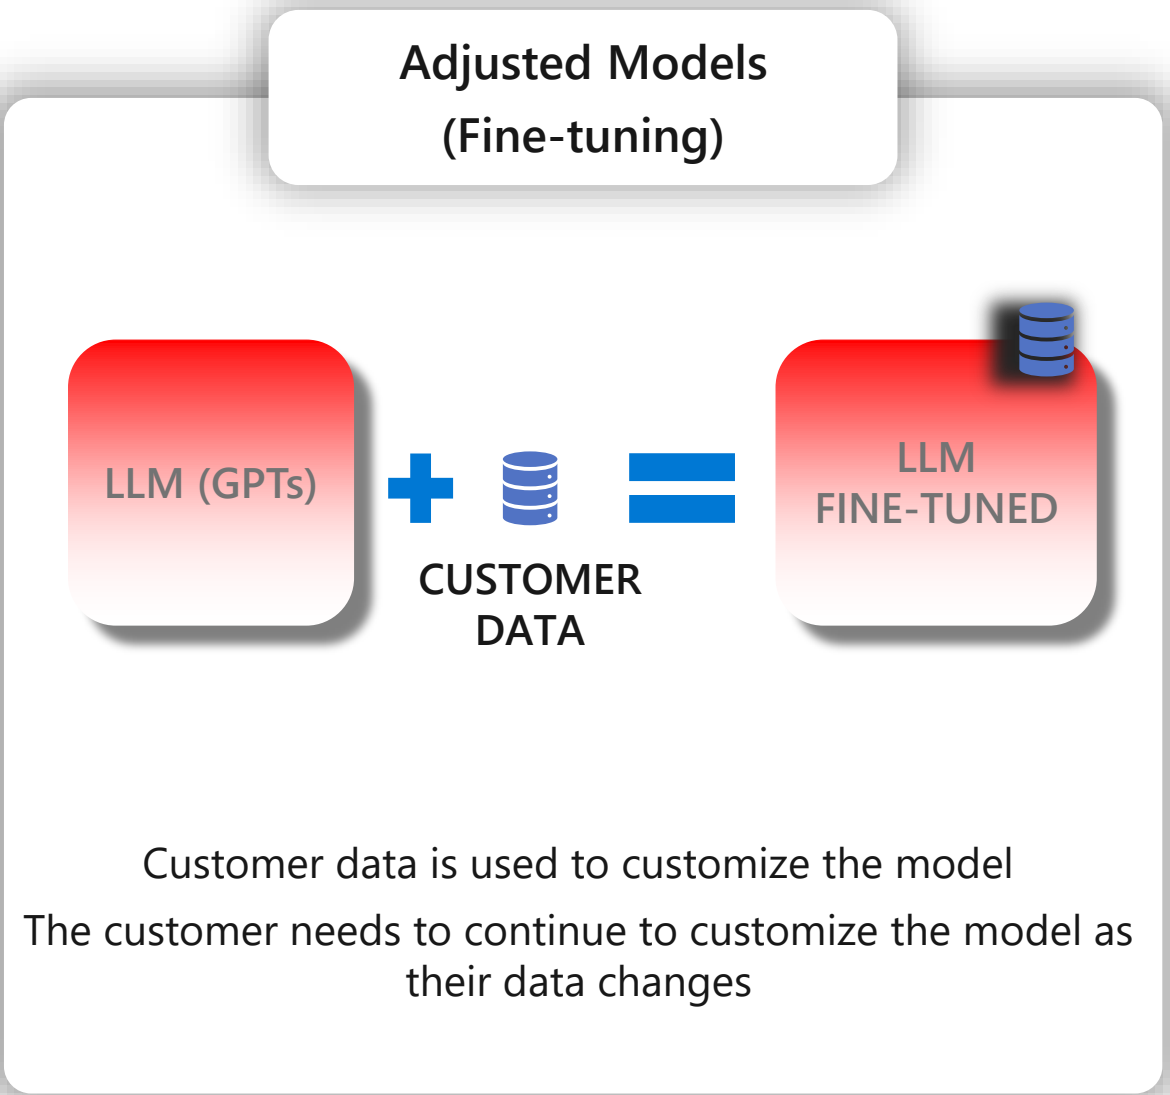 Adjusted Models
(Fine-tuning)
LLM (GPTs)
CUSTOMER
DATA
LLM
FINE-TUNED
Customer data is used to customize the model
The customer needs to continue to customize the model as
their data changes